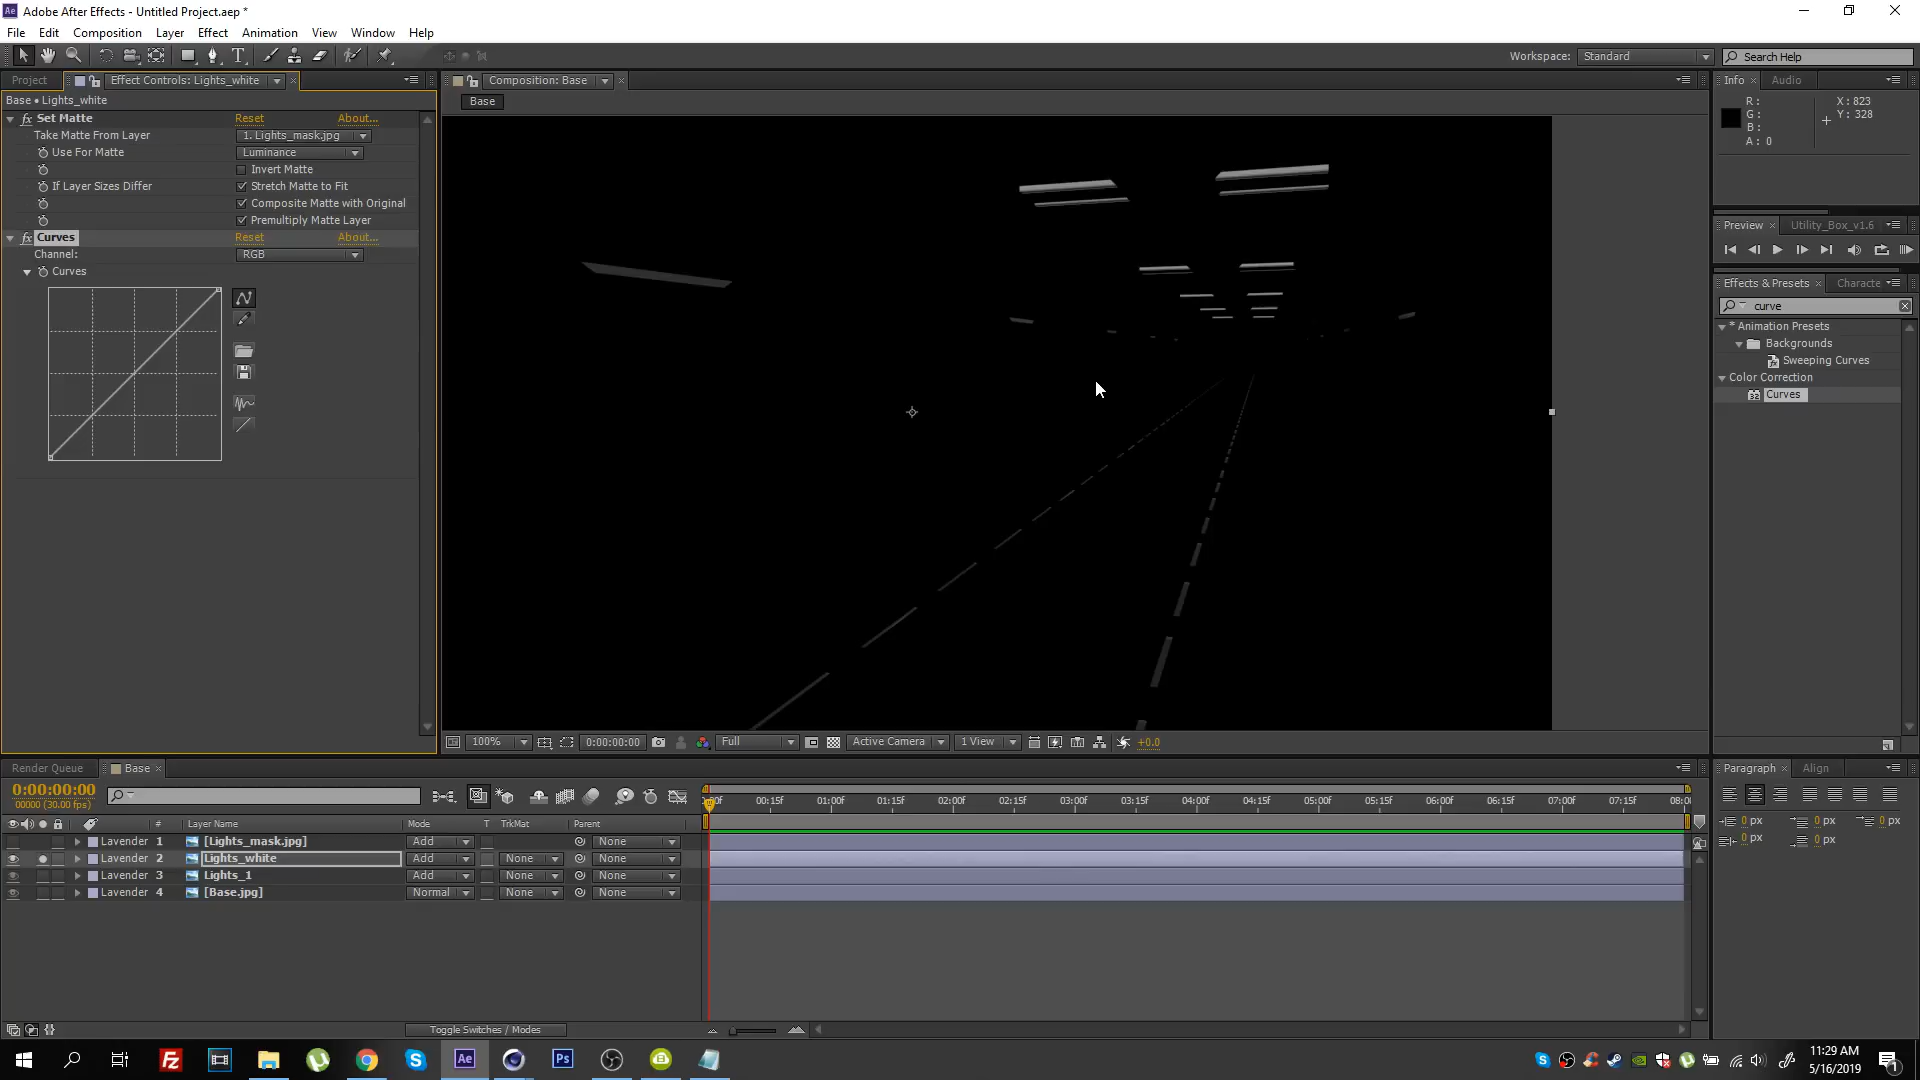 Adobe After Effects - Untitled Project.aep *
File Edit Composition Layer Effect Animation View Window Help
Workspace: Standard Search Help
Project Effect Controls: Lights_white Composition: Base Info Audio
Base • Lights_white Base
R: X: 823
G: Y: 328
B:
A: 0
fx Set Matte Reset About...
Take Matte From Layer 1. Lights_mask.jpg
Use For Matte Luminance
Invert Matte
If Layer Sizes Differ Stretch Matte to Fit
Composite Matte with Original
Premultiply Matte Layer
Preview Utility_Box_v1.6
fx Curves Reset About...
Channel: RGB
Curves
Effects & Presets Characte
curve
* Animation Presets
Backgrounds
Sweeping Curves
Color Correction
32 Curves
100% 0:00:00:00 Full Active Camera 1 View +0.0
Render Queue Base Paragraph Align
0:00:00:00
00000 (30.00 fps)
00:15f 01:00f 01:15f 02:00f 02:15f 03:00f 03:15f 04:00f 04:15f 05:00f 05:15f 06:00f 06:15f 07:00f 07:15f
0 px 0 px 0 px
0 px 0 px
# Layer Name Mode T TrkMat Parent
Lavender 1 [Lights_mask.jpg] Add None
Lavender 2 Lights_white Add None None
Lavender 3 Lights_1 Add None None
Lavender 4 [Base.jpg] Normal None None
Toggle Switches / Modes
Fz Ae Ps
11:29 AM
5/16/2019
1